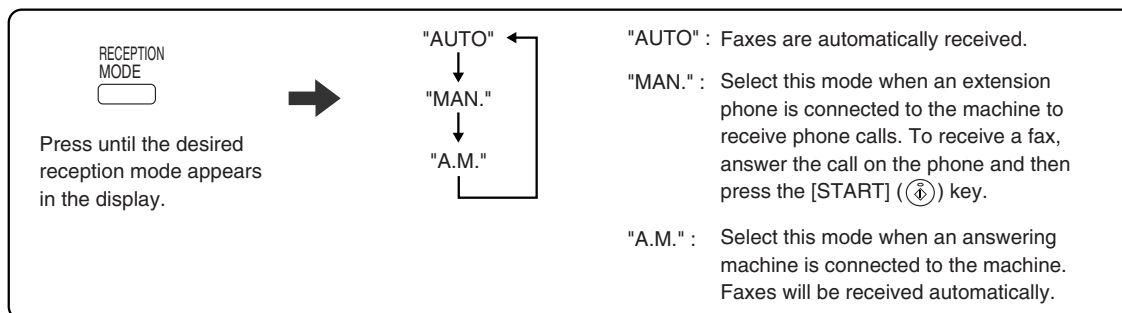 RECEPTION
MODE
Press until the desired
reception mode appears
in the display.
"AUTO"
"MAN."
"A.M."
"AUTO" : Faxes are automatically received.
"MAN." : Select this mode when an extension
phone is connected to the machine to
receive phone calls. To receive a fax,
answer the call on the phone and then
press the [START] ( ) key.
"A.M." : Select this mode when an answering
machine is connected to the machine.
Faxes will be received automatically.